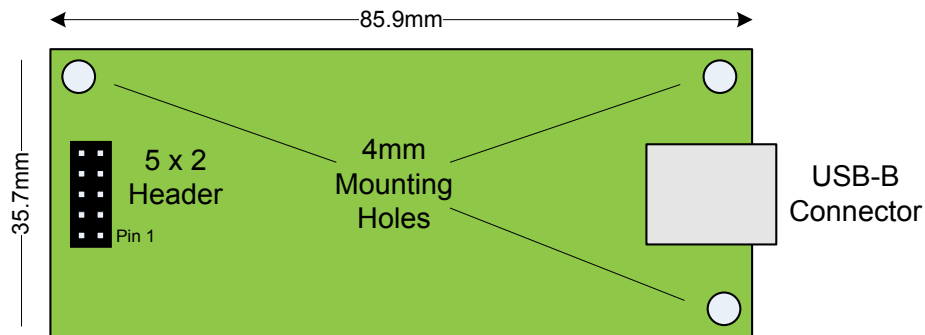 85.9mm
35.7mm
5 x 2
Header
Pin 1
4mm
Mounting
Holes
USB-B
Connector